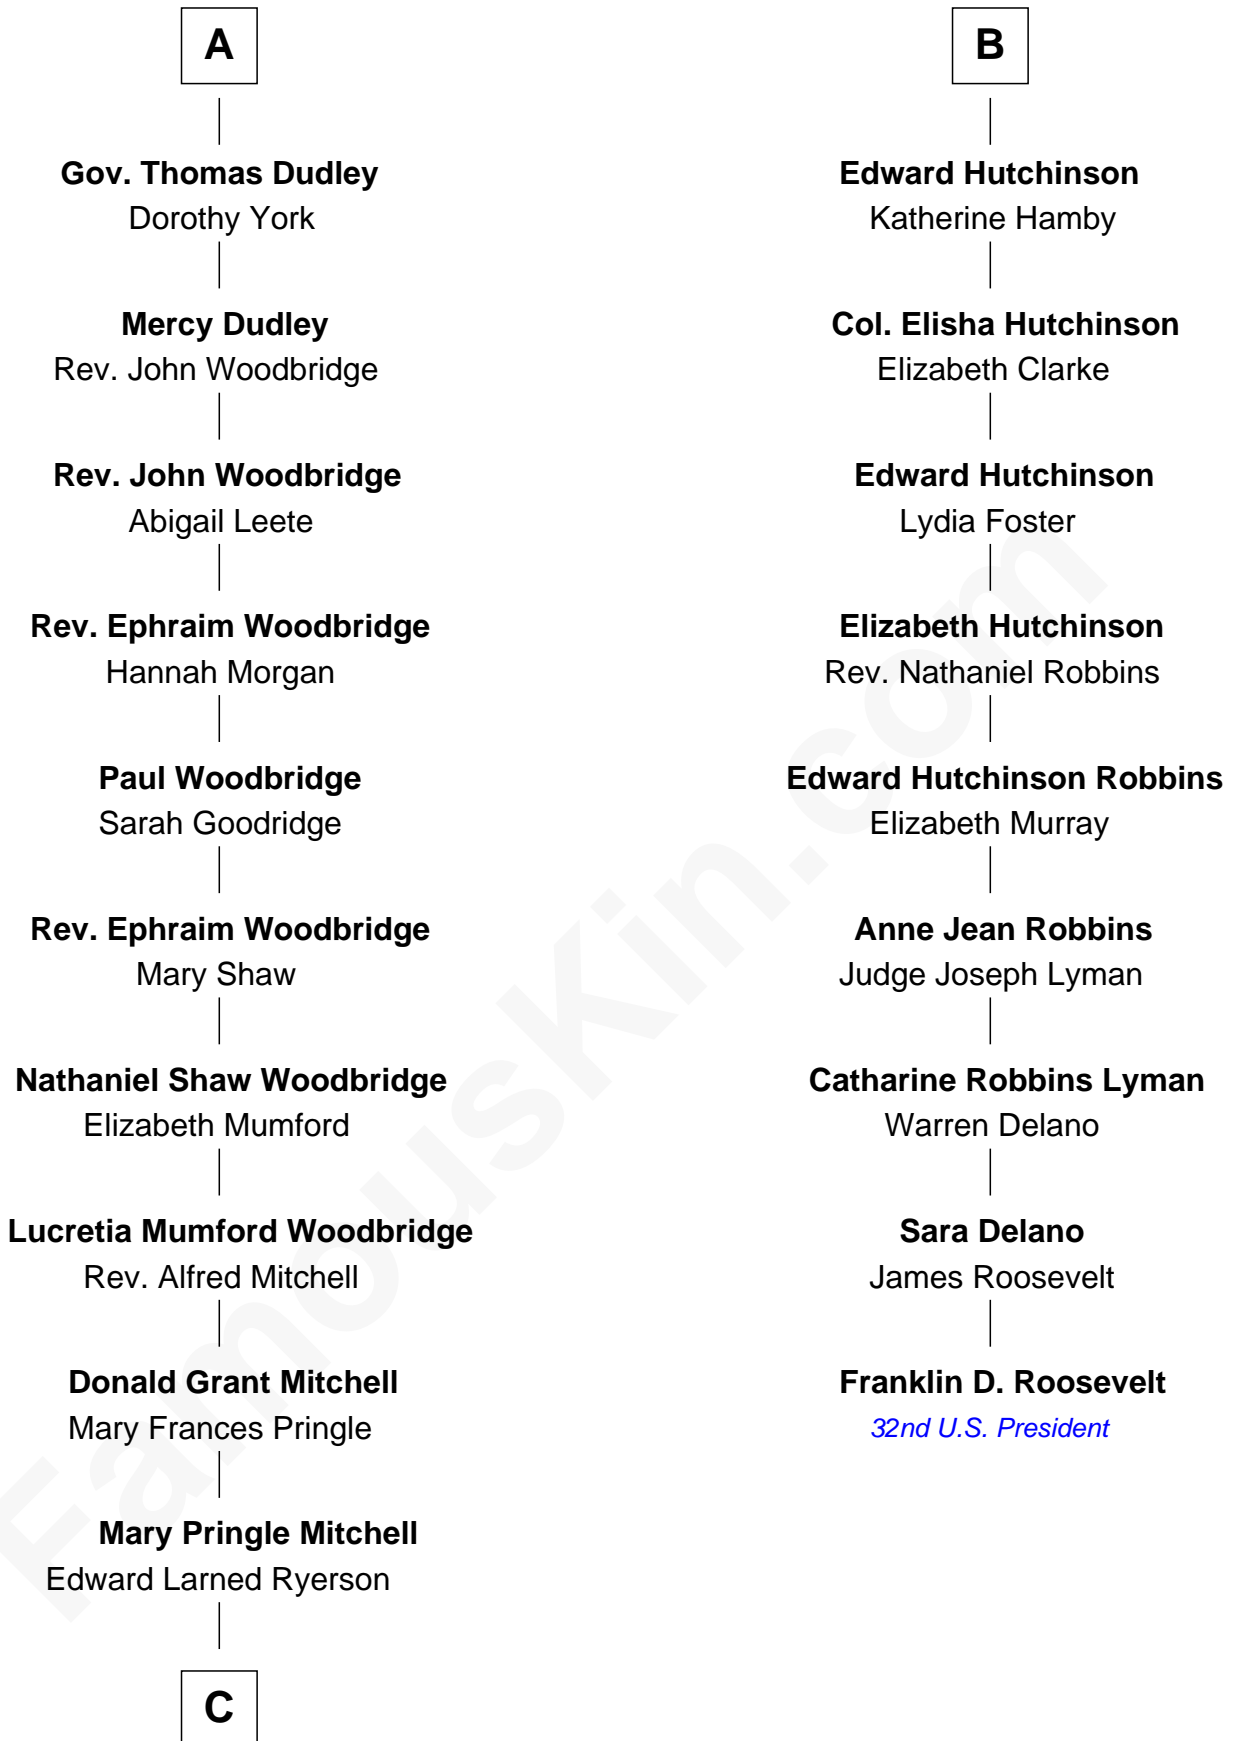 A
Gov. Thomas Dudley
Dorothy York
Mercy Dudley
Rev. John Woodbridge
Rev. John Woodbridge
Abigail Leete
Rev. Ephraim Woodbridge
Hannah Morgan
Paul Woodbridge
Sarah Goodridge
Rev. Ephraim Woodbridge
Mary Shaw
Nathaniel Shaw Woodbridge
Elizabeth Mumford
Lucretia Mumford Woodbridge
Rev. Alfred Mitchell
Donald Grant Mitchell
Mary Frances Pringle
Mary Pringle Mitchell
Edward Larned Ryerson
C
B
Edward Hutchinson
Katherine Hamby
Col. Elisha Hutchinson
Elizabeth Clarke
Edward Hutchinson
Lydia Foster
Elizabeth Hutchinson
Rev. Nathaniel Robbins
Edward Hutchinson Robbins
Elizabeth Murray
Anne Jean Robbins
Judge Joseph Lyman
Catharine Robbins Lyman
Warren Delano
Sara Delano
James Roosevelt
Franklin D. Roosevelt
32nd U.S. President
FamousKin.com